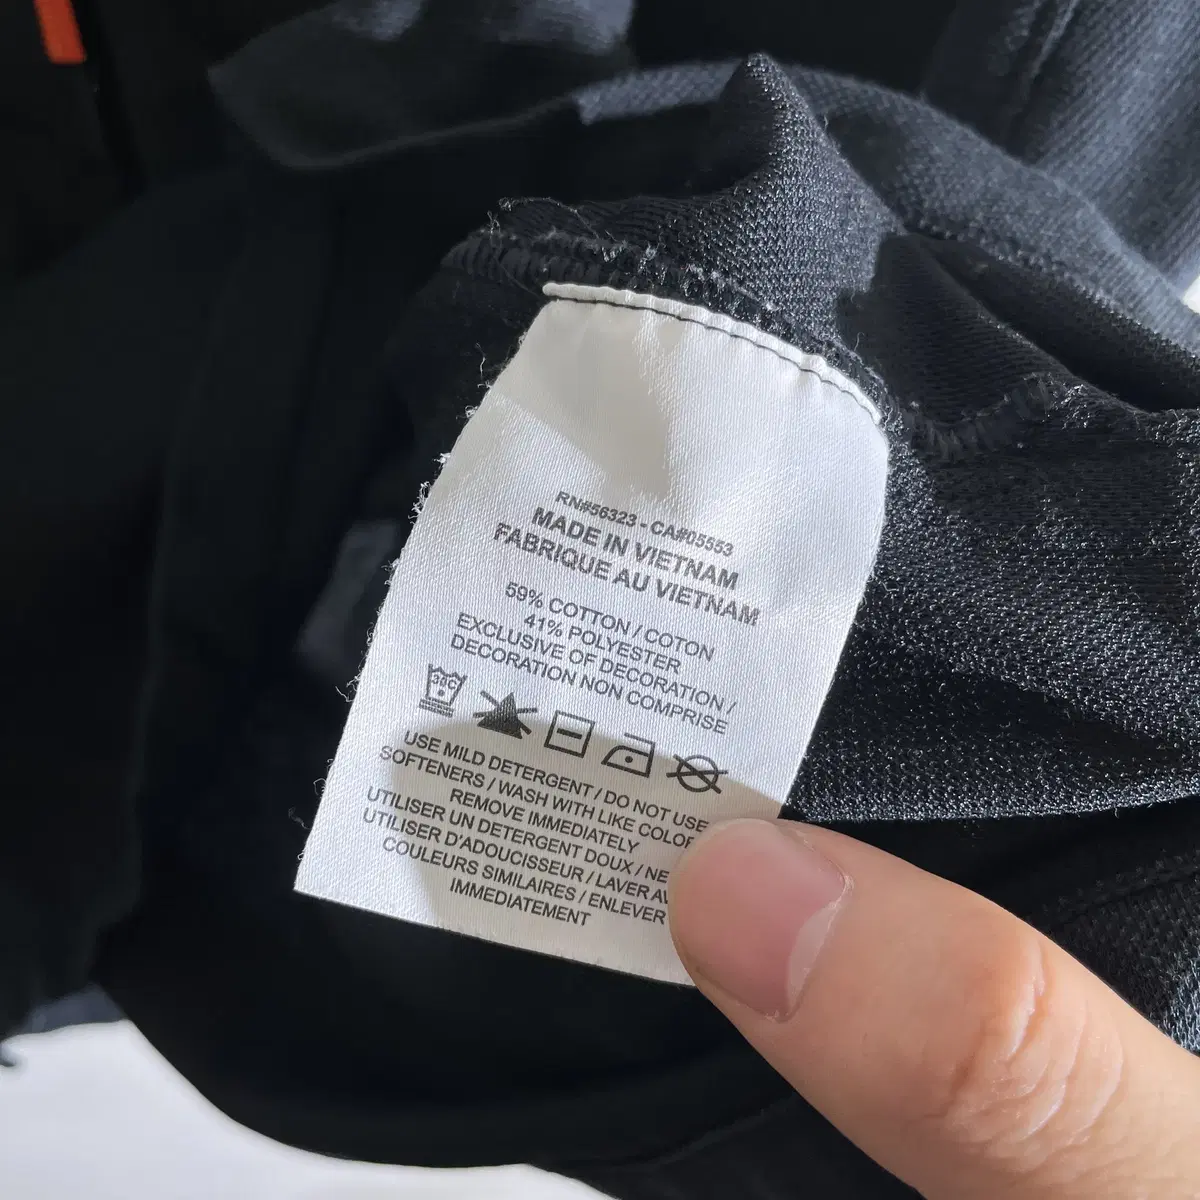 RN#56323 - CA#05553
MADE IN VIETNAM
FABRIQUE AU VIETNAM
59% COTTON / COTON
41% POLYESTER
EXCLUSIVE OF DECORATION /
DECORATION NON COMPRISE
30C
USE MILD DETERGENT / DO NOT USE
SOFTENERS / WASH WITH LIKE COLOR
REMOVE IMMEDIATELY
UTILISER UN DETERGENT DOUX / NE
UTILISER D'ADOUCISSEUR / LAVER
COULEURS SIMILAIRES / ENLEVER
IMMEDIATEMENT